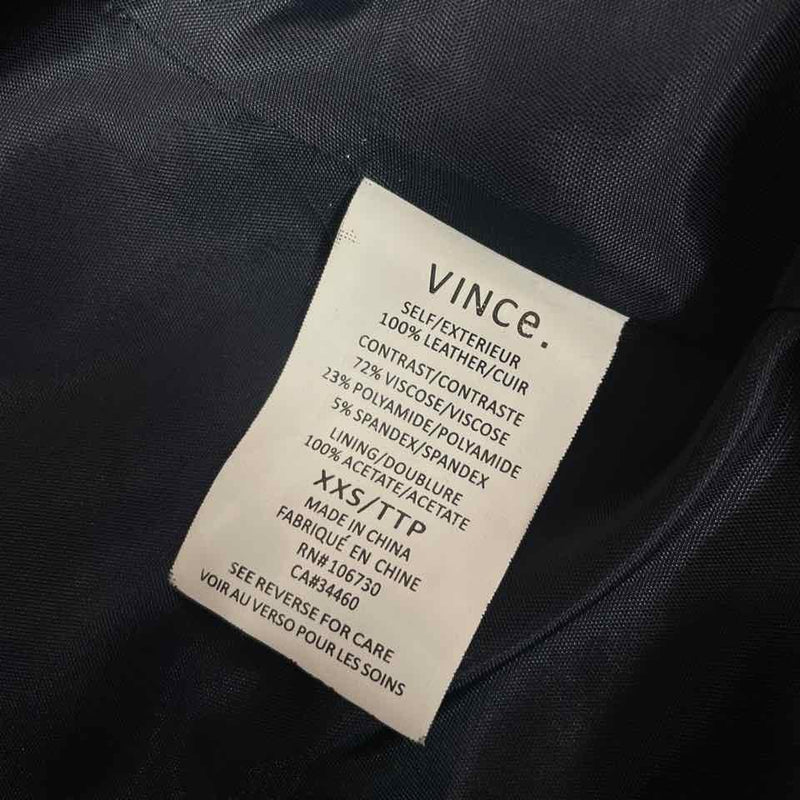 VINCe.
SELF/EXTERIEUR
100% LEATHER/CUIR
CONTRAST/CONTRASTE
72% VISCOSE/VISCOSE
23% POLYAMIDE/POLYAMIDE
5% SPANDEX/SPANDEX
LINING/DOUBLURE
100% ACETATE/ACETATE
XXS/TTP
MADE IN CHINA
FABRIQUÉ EN CHINE
RN#106730
CA#34460
SEE REVERSE FOR CARE
VOIR AU VERSO POUR LES SOINS